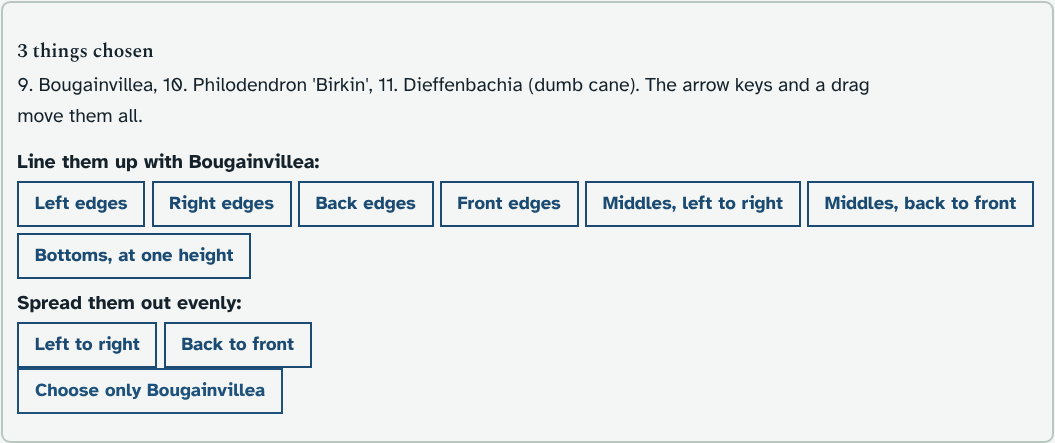 3 things chosen
9. Bougainvillea, 10. Philodendron 'Birkin', 11. Dieffenbachia (dumb cane). The arrow keys and a drag
move them all.
Line them up with Bougainvillea:
Left edges Right edges Back edges Front edges Middles, left to right Middles, back to front
Bottoms, at one height
Spread them out evenly:
Left to right Back to front
Choose only Bougainvillea